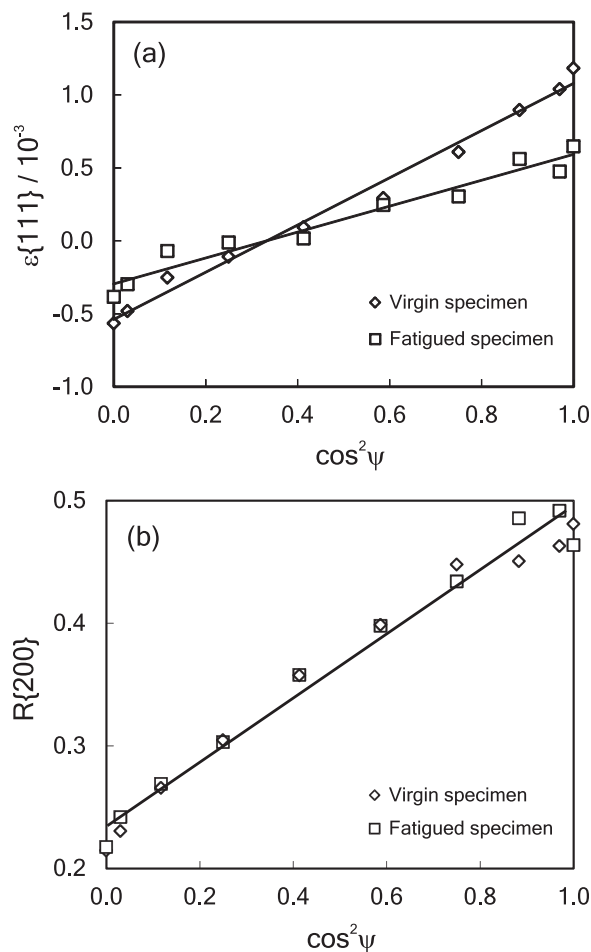 (a)
1.5
1.0
0.5
0.0
-0.5
-1.0
ε{111} / 10⁻³
◇ Virgin specimen
□ Fatigued specimen
0.0 0.2 0.4 0.6 0.8 1.0
cos²ψ
(b)
0.5
0.4
0.3
0.2
R{200}
◇ Virgin specimen
□ Fatigued specimen
0.0 0.2 0.4 0.6 0.8 1.0
cos²ψ